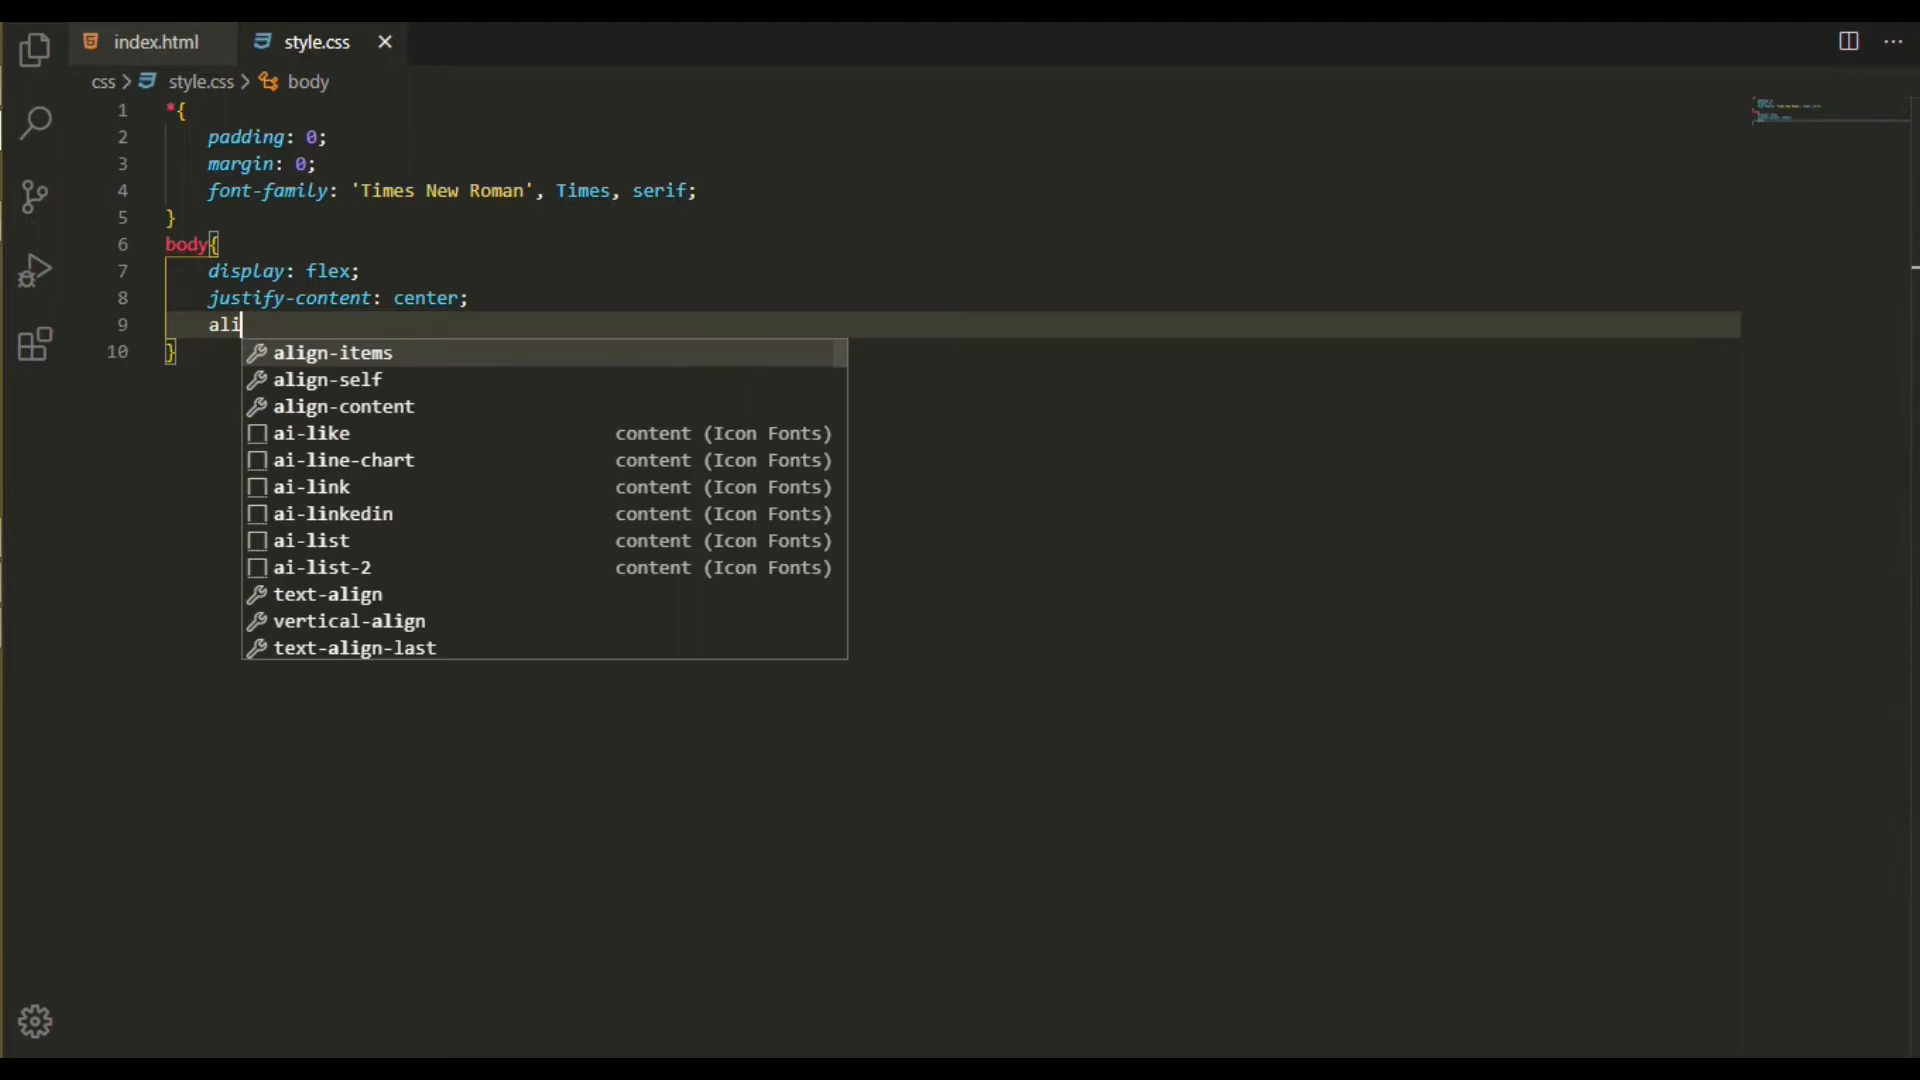 index.html style.css
css > style.css > body
1 *{
2 padding: 0;
3 margin: 0;
4 font-family: 'Times New Roman', Times, serif;
5 }
6 body{
7 display: flex;
8 justify-content: center;
9 ali
10 }
align-items
align-self
align-content
ai-like content (Icon Fonts)
ai-line-chart content (Icon Fonts)
ai-link content (Icon Fonts)
ai-linkedin content (Icon Fonts)
ai-list content (Icon Fonts)
ai-list-2 content (Icon Fonts)
text-align
vertical-align
text-align-last